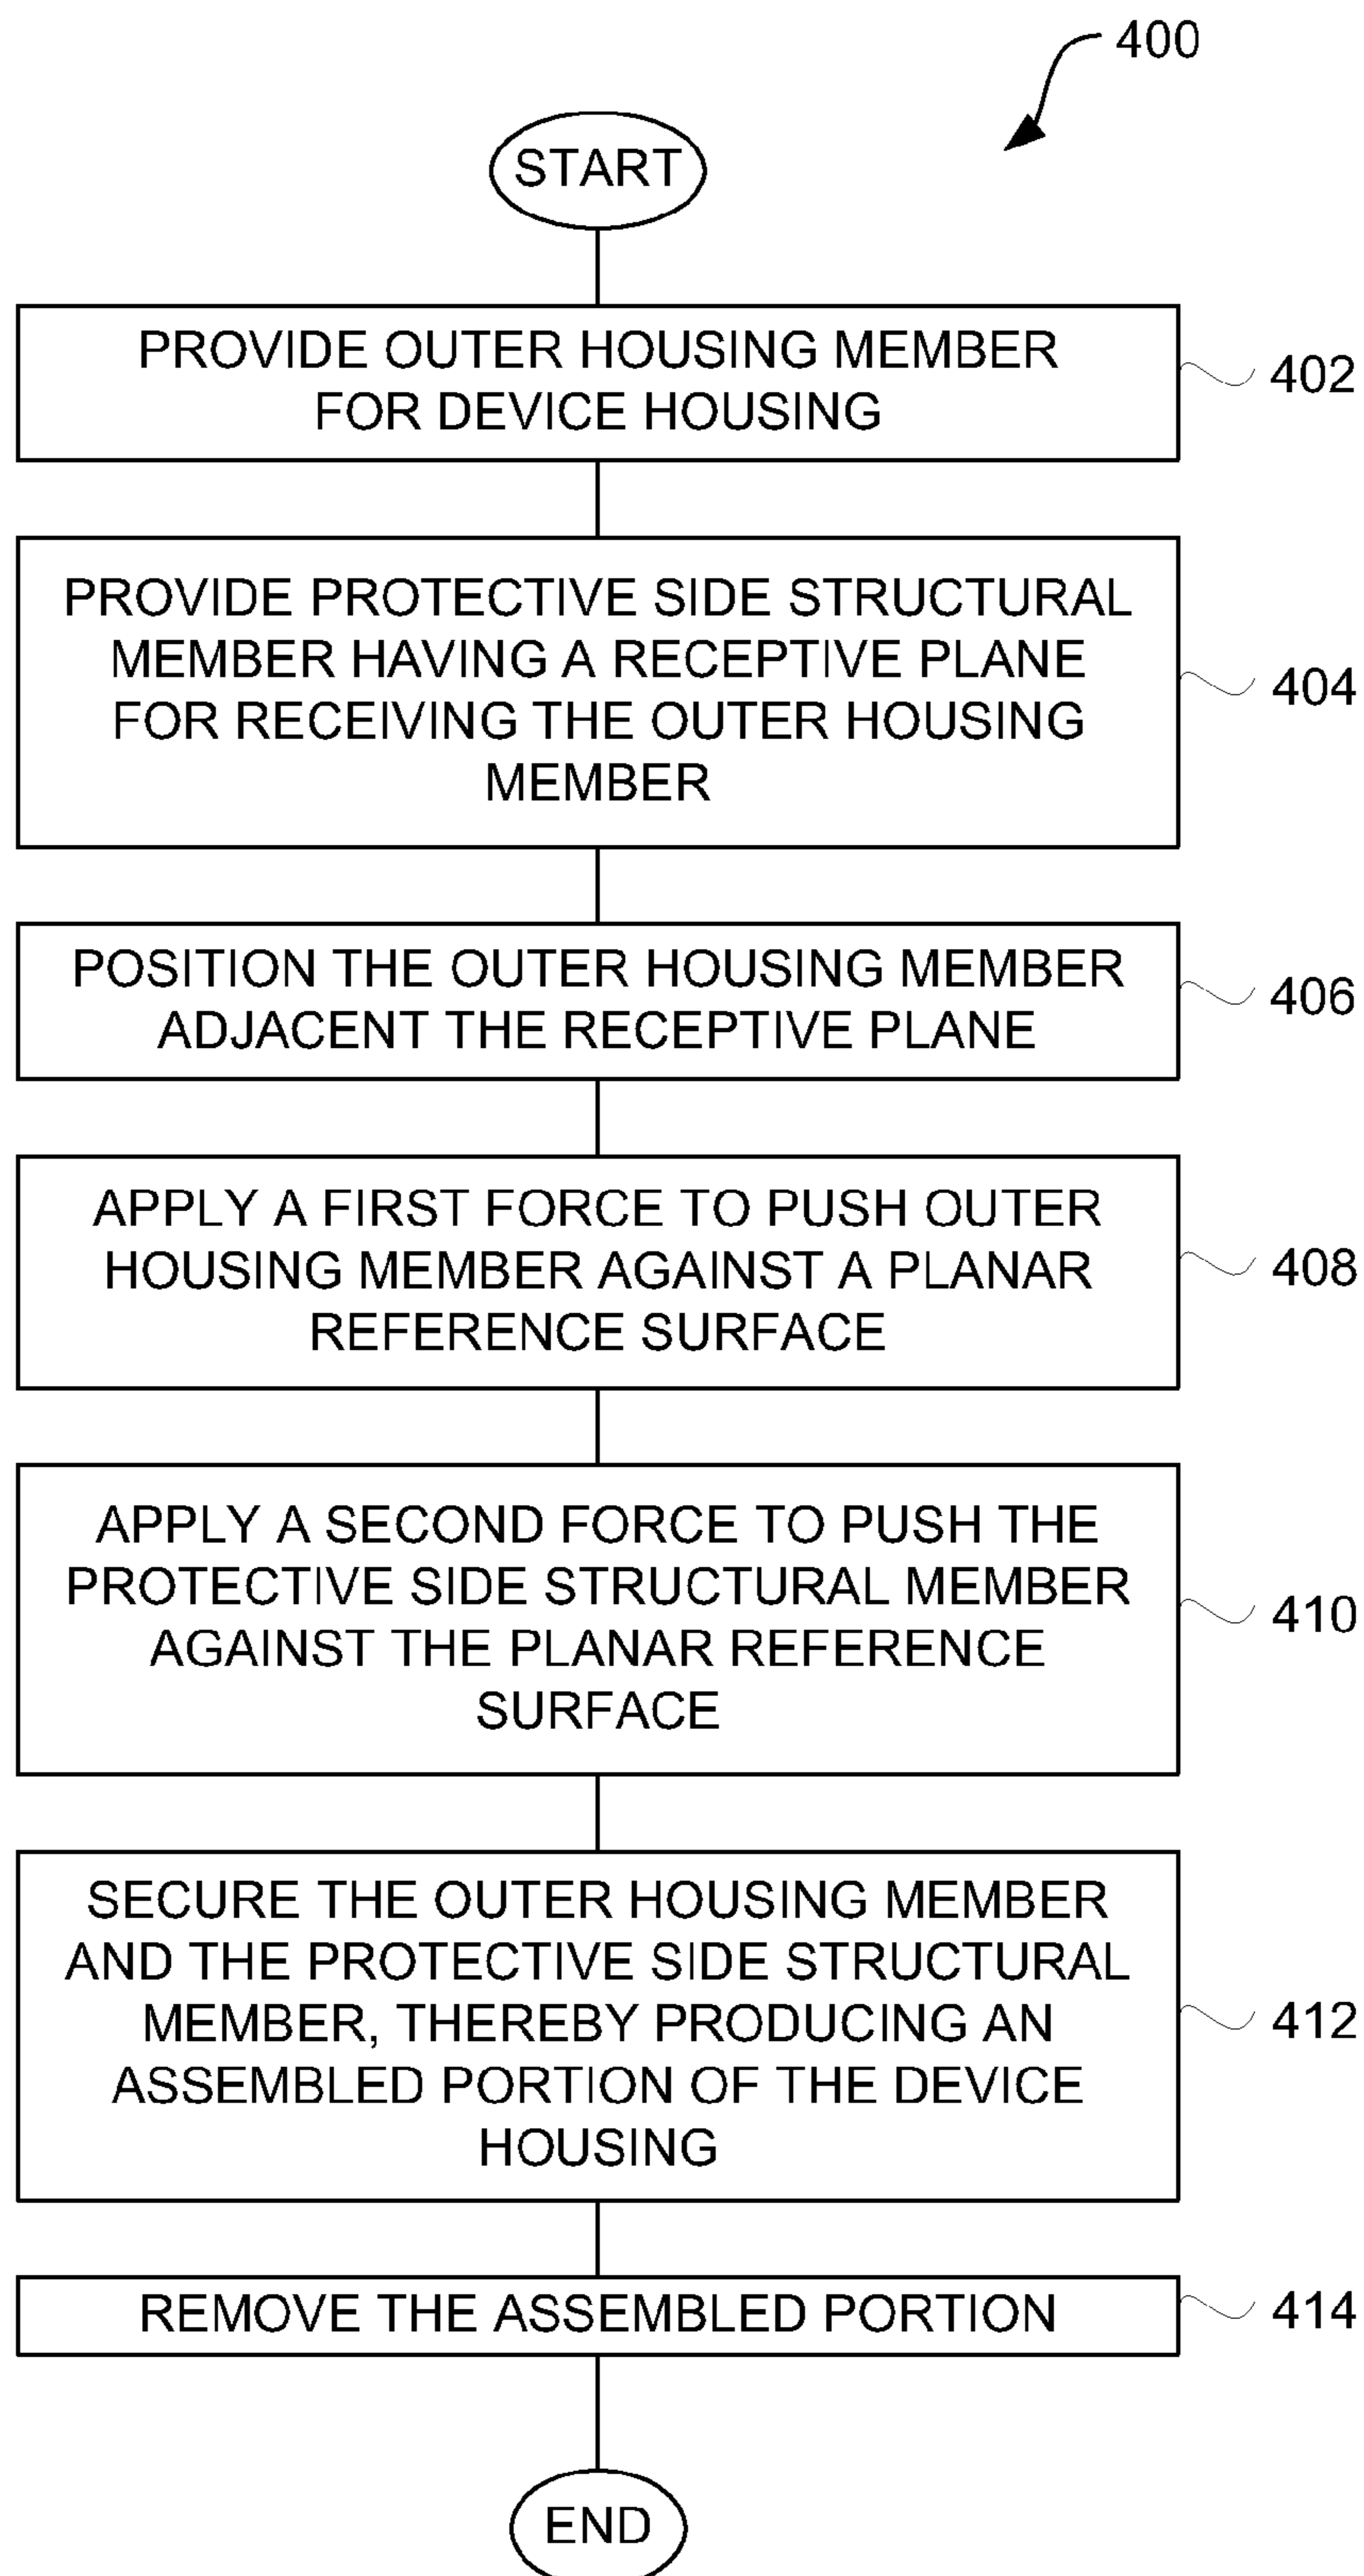 400
START
PROVIDE OUTER HOUSING MEMBER
FOR DEVICE HOUSING
402
PROVIDE PROTECTIVE SIDE STRUCTURAL
MEMBER HAVING A RECEPTIVE PLANE
FOR RECEIVING THE OUTER HOUSING
MEMBER
404
POSITION THE OUTER HOUSING MEMBER
ADJACENT THE RECEPTIVE PLANE
406
APPLY A FIRST FORCE TO PUSH OUTER
HOUSING MEMBER AGAINST A PLANAR
REFERENCE SURFACE
408
APPLY A SECOND FORCE TO PUSH THE
PROTECTIVE SIDE STRUCTURAL MEMBER
AGAINST THE PLANAR REFERENCE
SURFACE
410
SECURE THE OUTER HOUSING MEMBER
AND THE PROTECTIVE SIDE STRUCTURAL
MEMBER, THEREBY PRODUCING AN
ASSEMBLED PORTION OF THE DEVICE
HOUSING
412
REMOVE THE ASSEMBLED PORTION
414
END